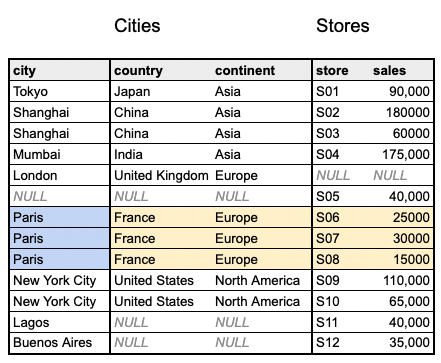 Cities Stores
city country continent store sales
Tokyo Japan Asia S01 90,000
Shanghai China Asia S02 180000
Shanghai China Asia S03 60000
Mumbai India Asia S04 175,000
London United Kingdom Europe NULL NULL
NULL NULL NULL S05 40,000
Paris France Europe S06 25000
Paris France Europe S07 30000
Paris France Europe S08 15000
New York City United States North America S09 110,000
New York City United States North America S10 65,000
Lagos NULL NULL S11 40,000
Buenos Aires NULL NULL S12 35,000